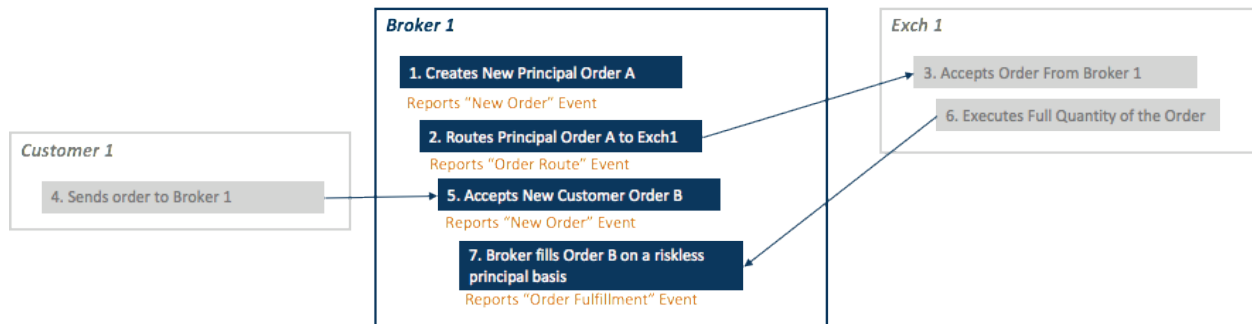 Broker 1
1. Creates New Principal Order A
Reports "New Order" Event
2. Routes Principal Order A to Exch1
Reports "Order Route" Event
Customer 1
4. Sends order to Broker 1
5. Accepts New Customer Order B
Reports "New Order" Event
7. Broker fills Order B on a riskless
principal basis
Reports "Order Fulfillment" Event
Exch 1
3. Accepts Order From Broker 1
6. Executes Full Quantity of the Order